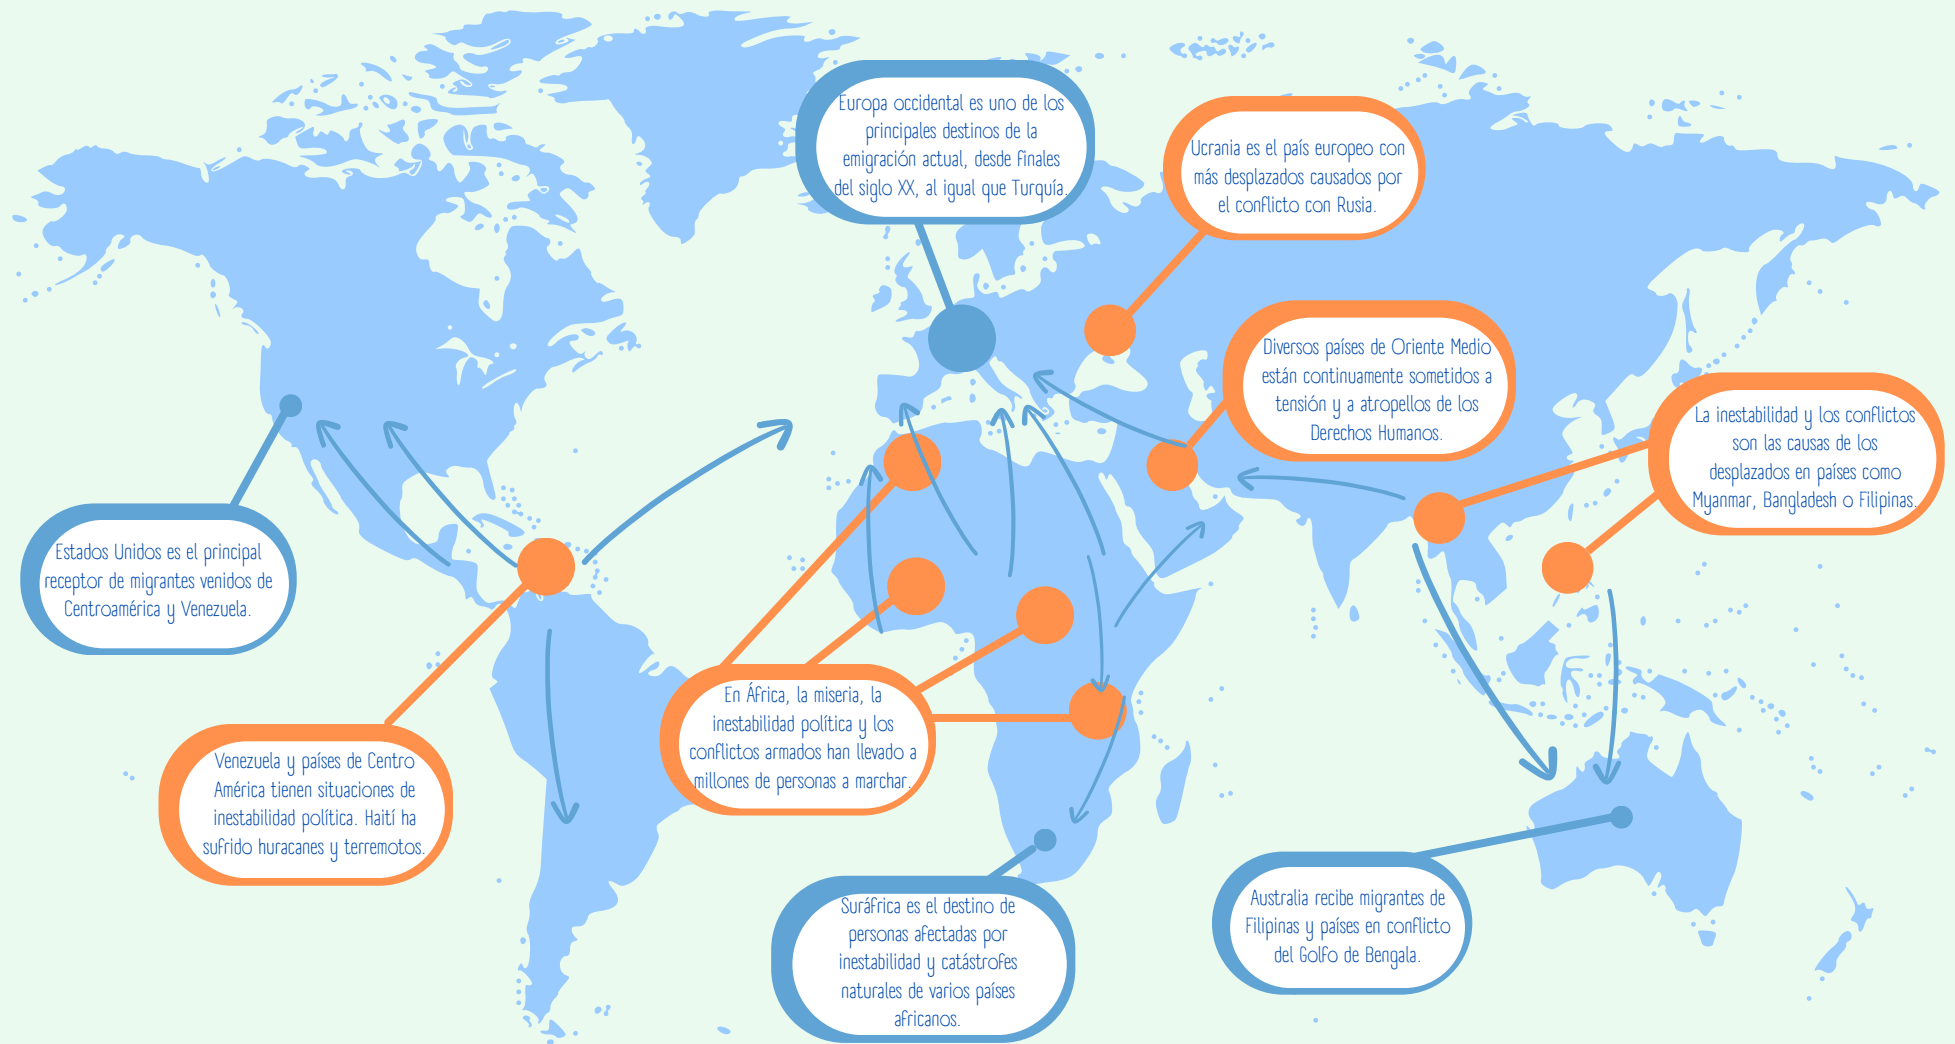 Europa occidental es uno de los
principales destinos de la
emigración actual, desde finales
del siglo XX, al igual que Turquía.
Ucrania es el país europeo con
más desplazados causados por
el conflicto con Rusia.
Diversos países de Oriente Medio
están continuamente sometidos a
tensión y a atropellos de los
Derechos Humanos.
La inestabilidad y los conflictos
son las causas de los
desplazados en países como
Myanmar, Bangladesh o Filipinas.
Estados Unidos es el principal
receptor de migrantes venidos de
Centroamérica y Venezuela.
En África, la miseria, la
inestabilidad política y los
conflictos armados han llevado a
millones de personas a marchar.
Venezuela y países de Centro
América tienen situaciones de
inestabilidad política. Haití ha
sufrido huracanes y terremotos.
Suráfrica es el destino de
personas afectadas por
inestabilidad y catástrofes
naturales de varios países
africanos.
Australia recibe migrantes de
Filipinas y países en conflicto
del Golfo de Bengala.